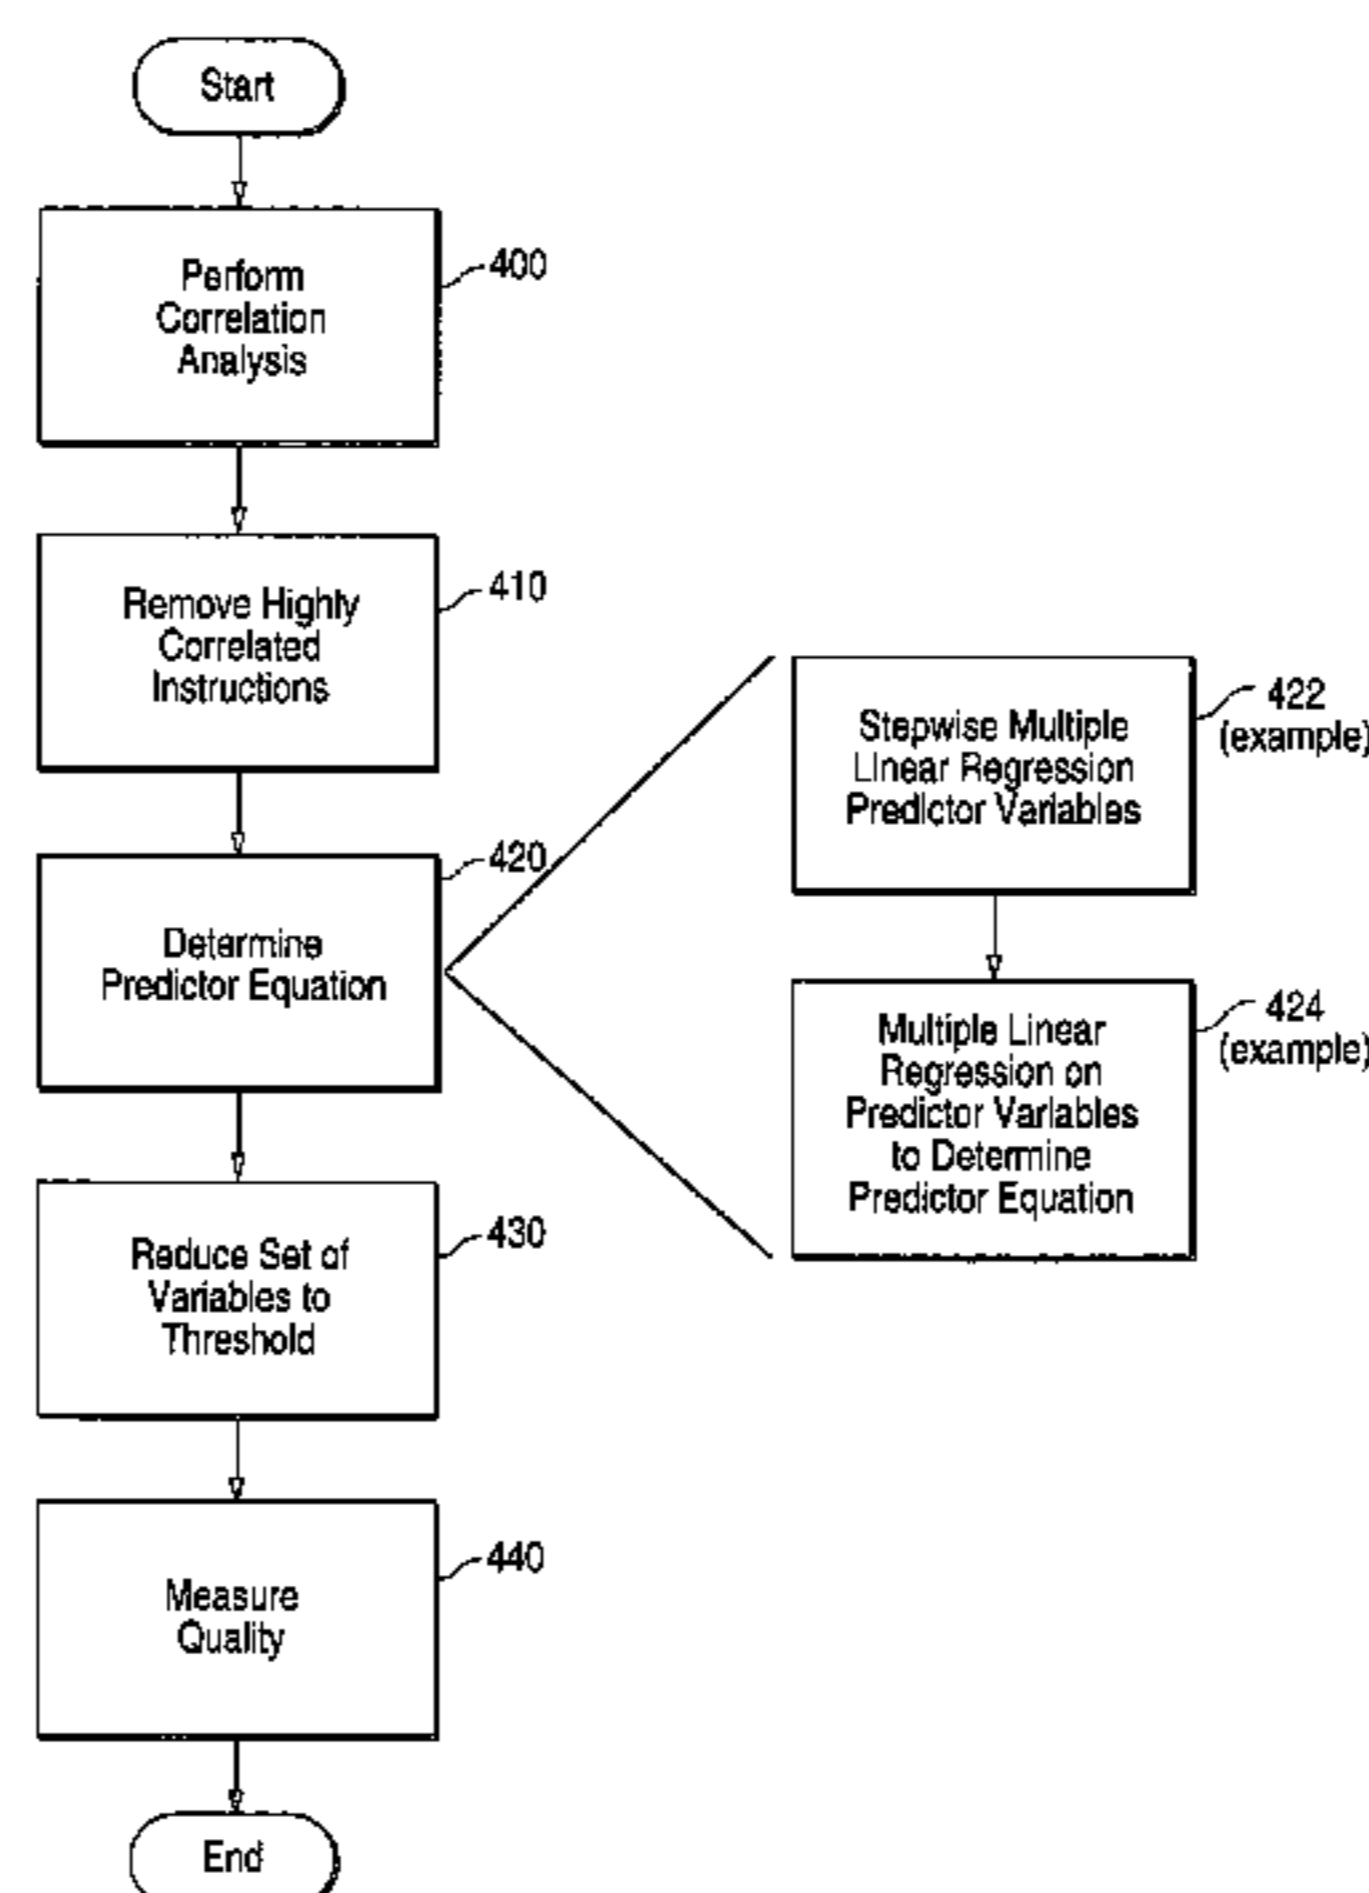 Start
Perform
Correlation
Analysis
400
Remove Highly
Correlated
Instructions
410
Determine
Predictor Equation
420
Stepwise Multiple
Linear Regression
Predictor Variables
422
(example)
Multiple Linear
Regression on
Predictor Variables
to Determine
Predictor Equation
424
(example)
Reduce Set of
Variables to
Threshold
430
Measure
Quality
440
End